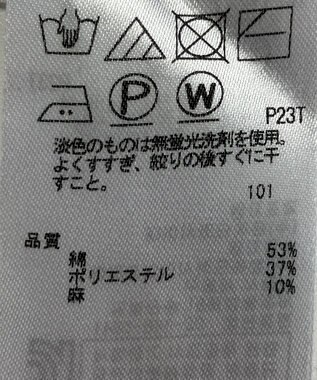 P W
P23T
淡色のものは無蛍光洗剤を使用。
よくすすぎ、絞りの後すぐに干
すこと。
101
品質
綿 53%
ポリエステル 37%
麻 10%